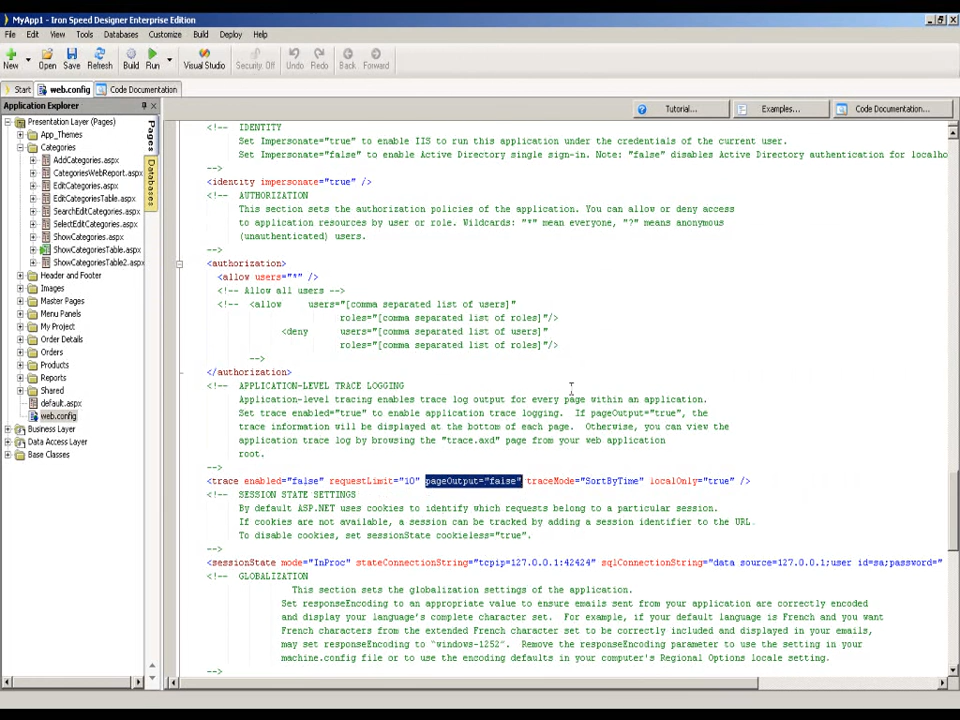 MyApp1 - Iron Speed Designer Enterprise Edition
File Edit View Tools Databases Customize Build Deploy Help
New Open Save Refresh Build Run Visual Studio Security: Off Undo Redo Back Forward
Start web.config Code Documentation
Application Explorer
Tutorial... Examples... Code Documentation...
Pages
Databases
Presentation Layer (Pages)
App_Themes
Categories
AddCategories.aspx
CategoriesWebReport.aspx
EditCategories.aspx
EditCategoriesTable.aspx
SearchEditCategories.aspx
SelectEditCategories.aspx
ShowCategories.aspx
ShowCategoriesTable.aspx
ShowCategoriesTable2.aspx
Header and Footer
Images
Master Pages
Menu Panels
My Project
Order Details
Orders
Products
Reports
Shared
default.aspx
web.config
Business Layer
Data Access Layer
Base Classes
<!-- IDENTITY
Set Impersonate="true" to enable IIS to run this application under the credentials of the current user.
Set Impersonate="false" to enable Active Directory single sign-in. Note: "false" disables Active Directory authentication for localho
-->
<identity impersonate="true" />
<!-- AUTHORIZATION
This section sets the authorization policies of the application. You can allow or deny access
to application resources by user or role. Wildcards: "*" mean everyone, "?" means anonymous
(unauthenticated) users.
-->
<authorization>
<allow users="*" />
<!-- Allow all users -->
<!-- <allow users="[comma separated list of users]"
roles="[comma separated list of roles]"/>
<deny users="[comma separated list of users]"
roles="[comma separated list of roles]"/>
-->
</authorization>
<!-- APPLICATION-LEVEL TRACE LOGGING
Application-level tracing enables trace log output for every page within an application.
Set trace enabled="true" to enable application trace logging. If pageOutput="true", the
trace information will be displayed at the bottom of each page. Otherwise, you can view the
application trace log by browsing the "trace.axd" page from your web application
root.
-->
<trace enabled="false" requestLimit="10" pageOutput="false" traceMode="SortByTime" localOnly="true" />
<!-- SESSION STATE SETTINGS
By default ASP.NET uses cookies to identify which requests belong to a particular session.
If cookies are not available, a session can be tracked by adding a session identifier to the URL.
To disable cookies, set sessionState cookieless="true".
-->
<sessionState mode="InProc" stateConnectionString="tcpip=127.0.0.1:42424" sqlConnectionString="data source=127.0.0.1;user id=sa;password="
<!-- GLOBALIZATION
This section sets the globalization settings of the application.
Set responseEncoding to an appropriate value to ensure emails sent from your application are correctly encoded
and display your language's complete character set. For example, if your default language is French and you want
French characters from the extended French character set to be correctly included and displayed in your emails,
may set responseEncoding to "windows-1252". Remove the responseEncoding parameter to use the setting in your
machine.config file or to use the encoding defaults in your computer's Regional Options locale setting.
-->